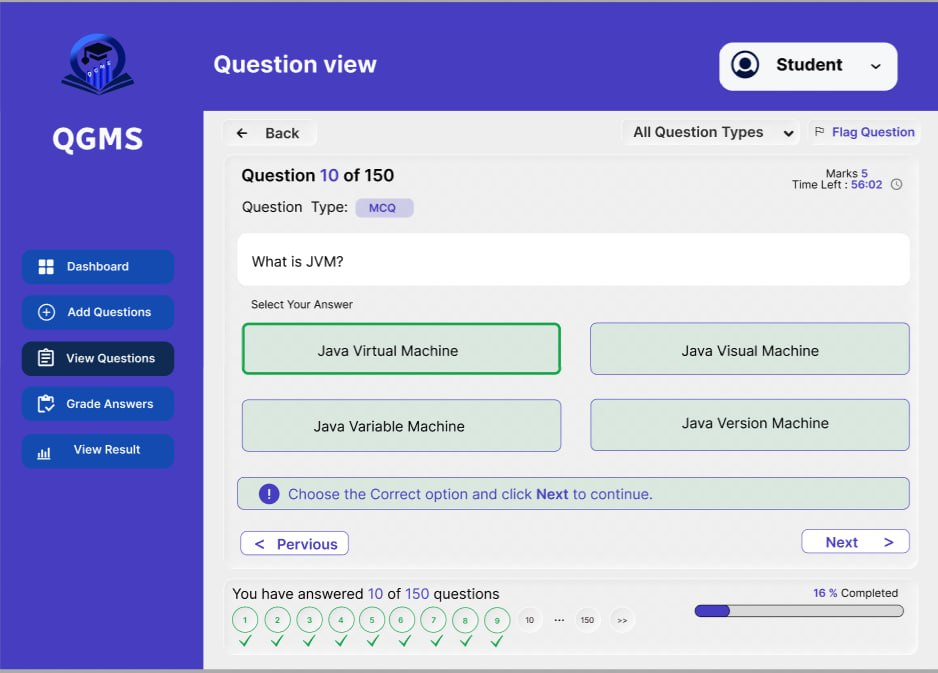 QGMS
QGMS
Question view
Student
Dashboard
Add Questions
View Questions
Grade Answers
View Result
Back
All Question Types
Flag Question
Question 10 of 150
Marks 5
Time Left : 56:02
Question Type: MCQ
What is JVM?
Select Your Answer
Java Virtual Machine
Java Visual Machine
Java Variable Machine
Java Version Machine
! Choose the Correct option and click Next to continue.
< Pervious
Next >
You have answered 10 of 150 questions
16 % Completed
1 2 3 4 5 6 7 8 9 10 ... 150 >>